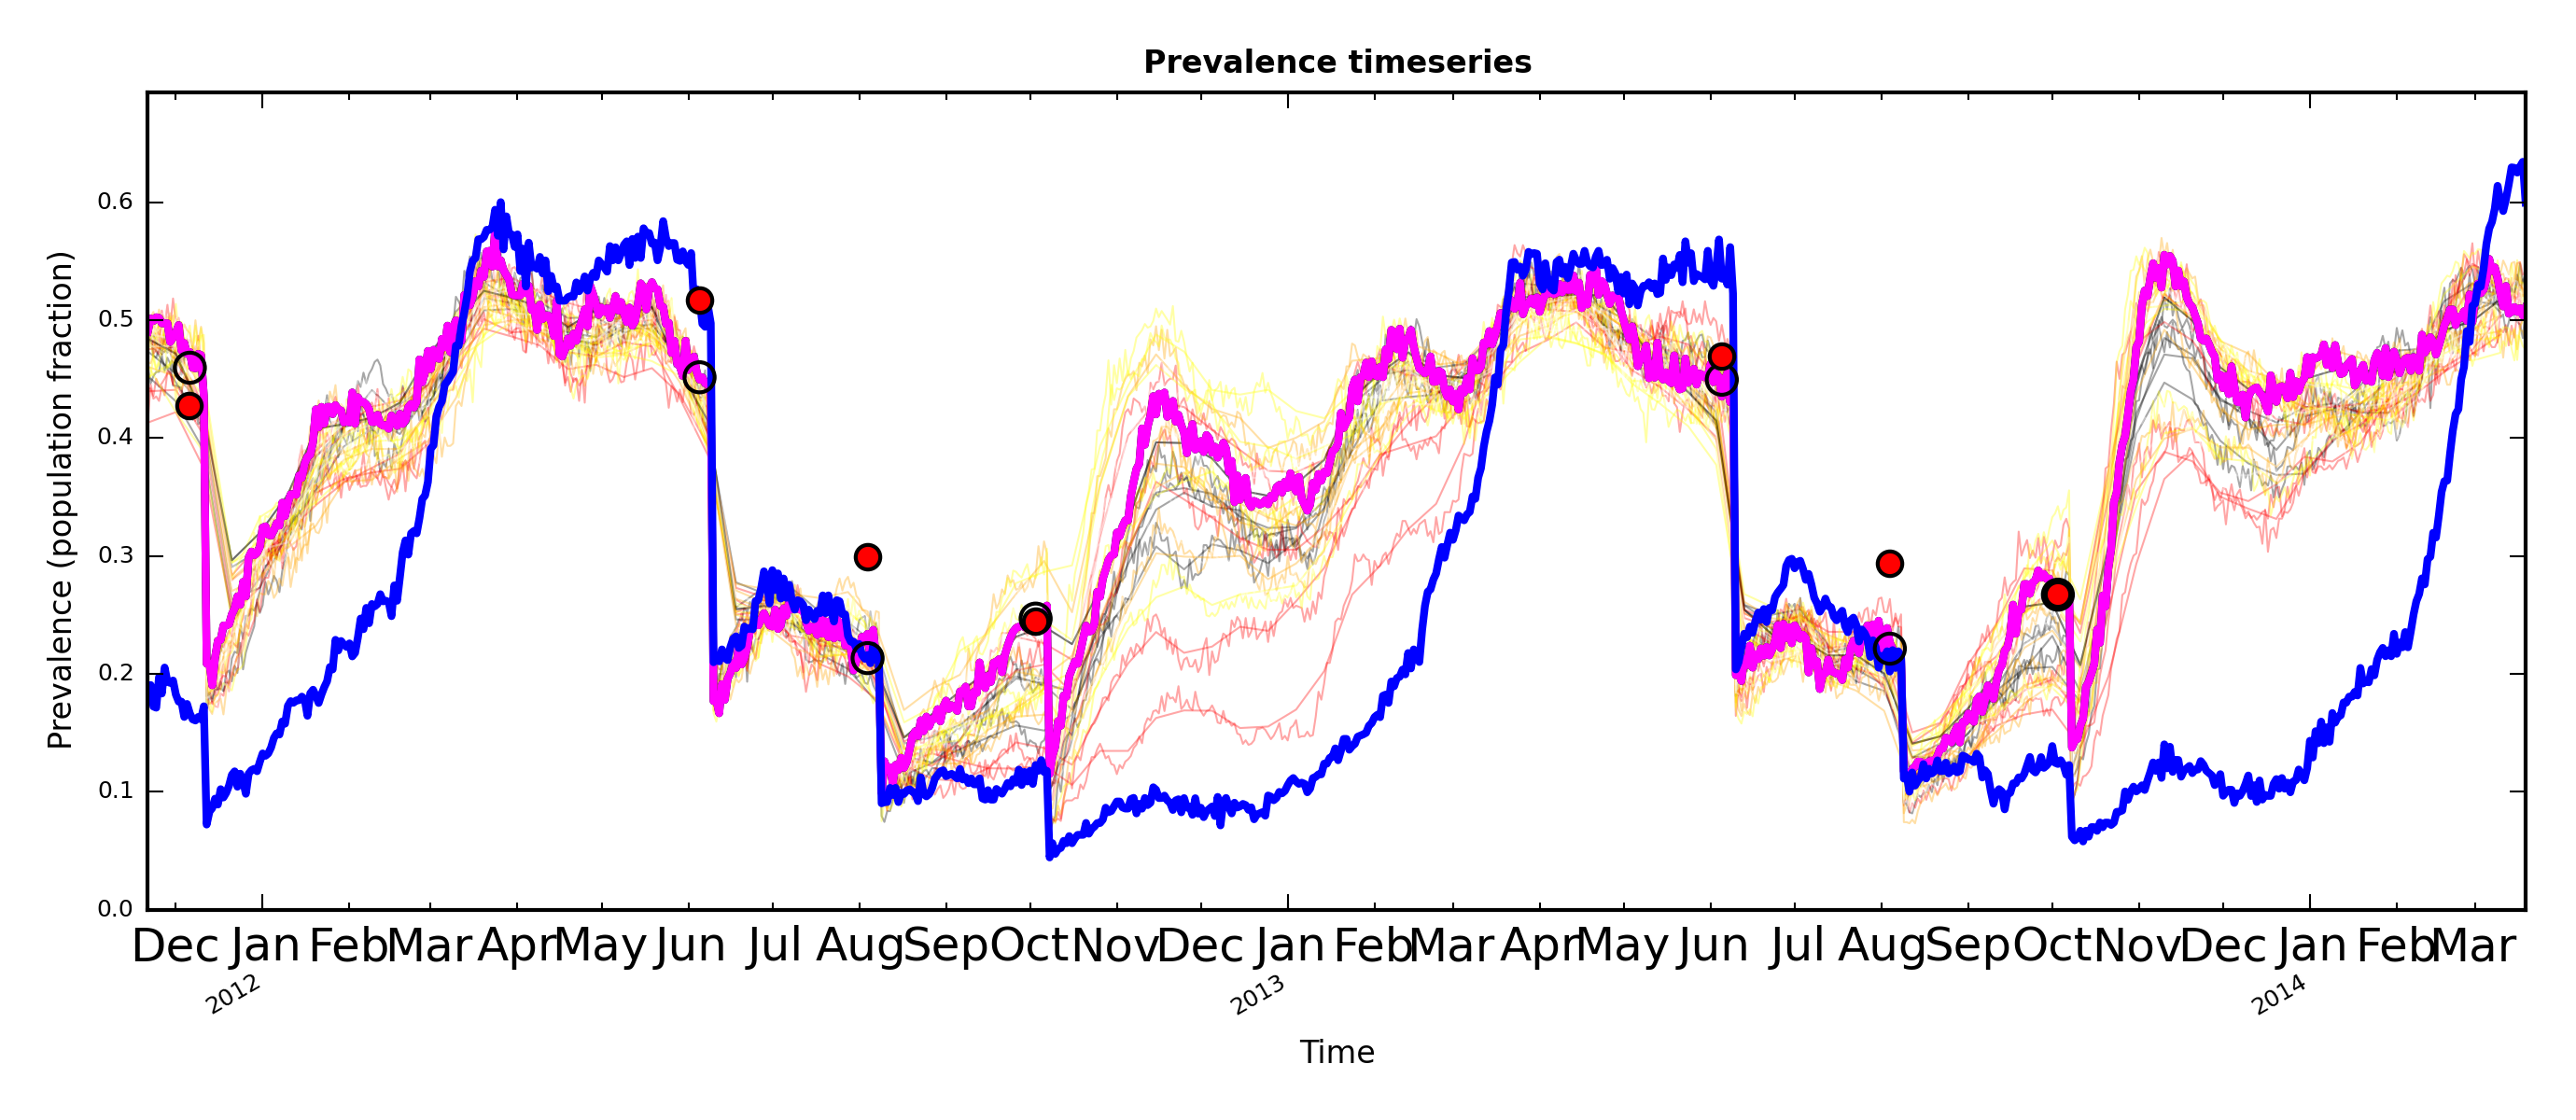 Prevalence timeseries
Prevalence (population fraction)
0.6
0.5
0.4
0.3
0.2
0.1
0.0
Dec Jan Feb Mar Apr May Jun Jul Aug Sep Oct Nov Dec Jan Feb Mar Apr May Jun Jul Aug Sep Oct Nov Dec Jan Feb Mar
2012 2013 2014
Time